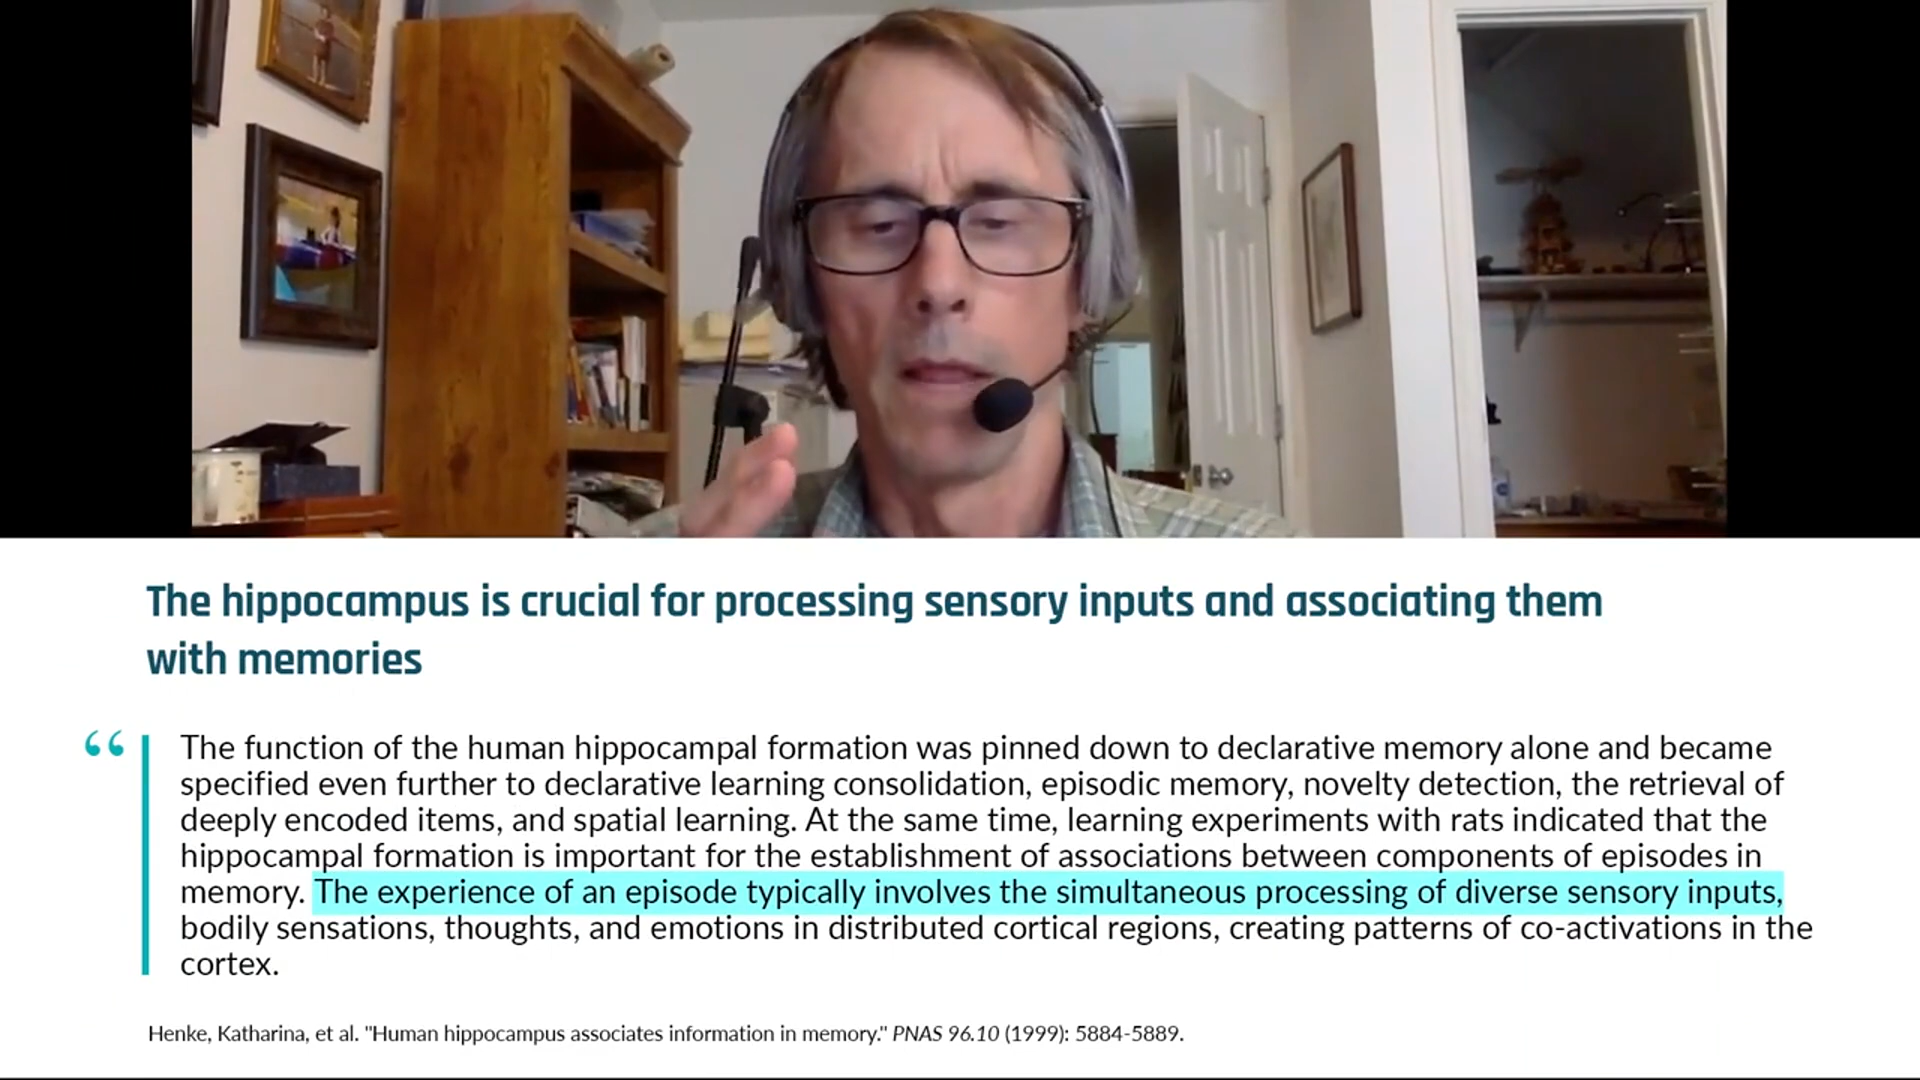 The hippocampus is crucial for processing sensory inputs and associating them
with memories
“
The function of the human hippocampal formation was pinned down to declarative memory alone and became
specified even further to declarative learning consolidation, episodic memory, novelty detection, the retrieval of
deeply encoded items, and spatial learning. At the same time, learning experiments with rats indicated that the
hippocampal formation is important for the establishment of associations between components of episodes in
memory. The experience of an episode typically involves the simultaneous processing of diverse sensory inputs,
bodily sensations, thoughts, and emotions in distributed cortical regions, creating patterns of co-activations in the
cortex.
Henke, Katharina, et al. "Human hippocampus associates information in memory." PNAS 96.10 (1999): 5884-5889.